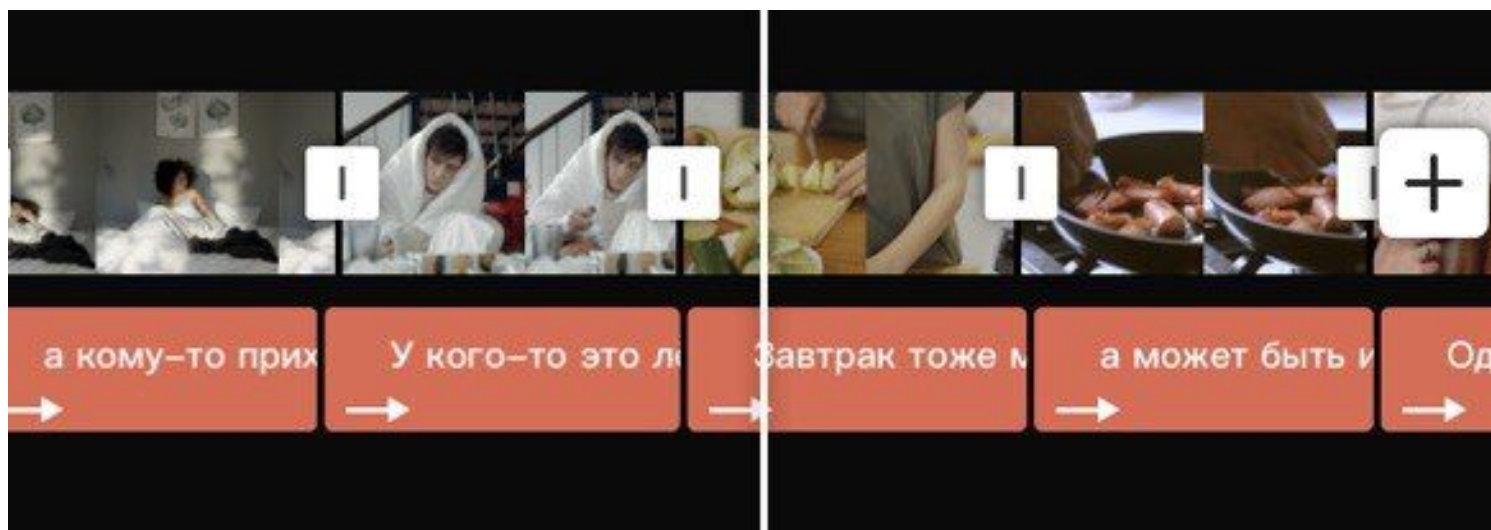 а кому–то прих
У кого–то это
Завтрак тоже
а может быть
Од